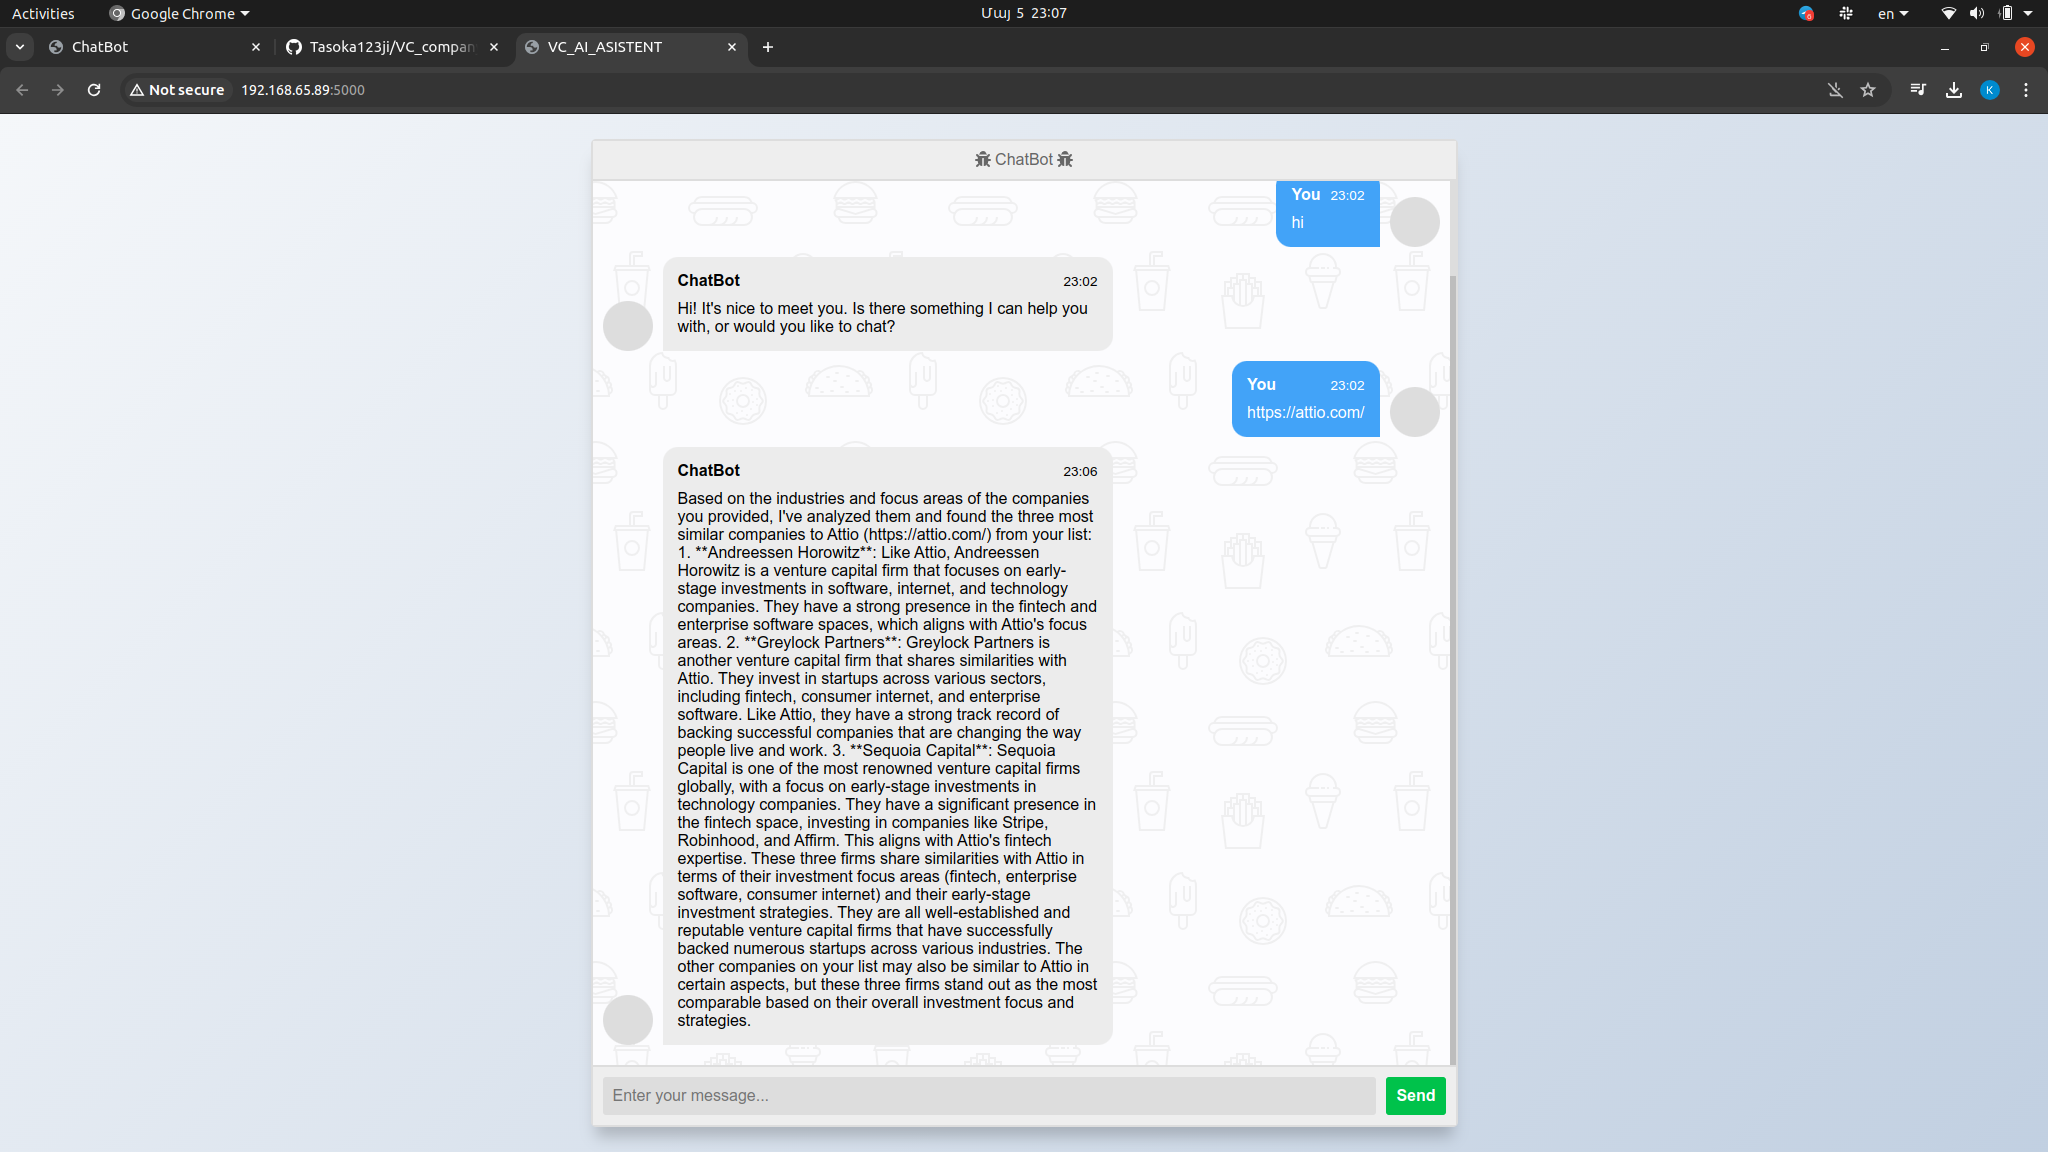 Activities
Google Chrome
Մայ 5 23:07
en
ChatBot
Tasoka123ji/VC_compan
VC_AI_ASISTENT
Not secure
192.168.65.89:5000
K
ChatBot
You 23:02
hi
ChatBot 23:02
Hi! It's nice to meet you. Is there something I can help you
with, or would you like to chat?
You 23:02
https://attio.com/
ChatBot 23:06
Based on the industries and focus areas of the companies
you provided, I've analyzed them and found the three most
similar companies to Attio (https://attio.com/) from your list:
1. **Andreessen Horowitz**: Like Attio, Andreessen
Horowitz is a venture capital firm that focuses on early-
stage investments in software, internet, and technology
companies. They have a strong presence in the fintech and
enterprise software spaces, which aligns with Attio's focus
areas. 2. **Greylock Partners**: Greylock Partners is
another venture capital firm that shares similarities with
Attio. They invest in startups across various sectors,
including fintech, consumer internet, and enterprise
software. Like Attio, they have a strong track record of
backing successful companies that are changing the way
people live and work. 3. **Sequoia Capital**: Sequoia
Capital is one of the most renowned venture capital firms
globally, with a focus on early-stage investments in
technology companies. They have a significant presence in
the fintech space, investing in companies like Stripe,
Robinhood, and Affirm. This aligns with Attio's fintech
expertise. These three firms share similarities with Attio in
terms of their investment focus areas (fintech, enterprise
software, consumer internet) and their early-stage
investment strategies. They are all well-established and
reputable venture capital firms that have successfully
backed numerous startups across various industries. The
other companies on your list may also be similar to Attio in
certain aspects, but these three firms stand out as the most
comparable based on their overall investment focus and
strategies.
Enter your message...
Send